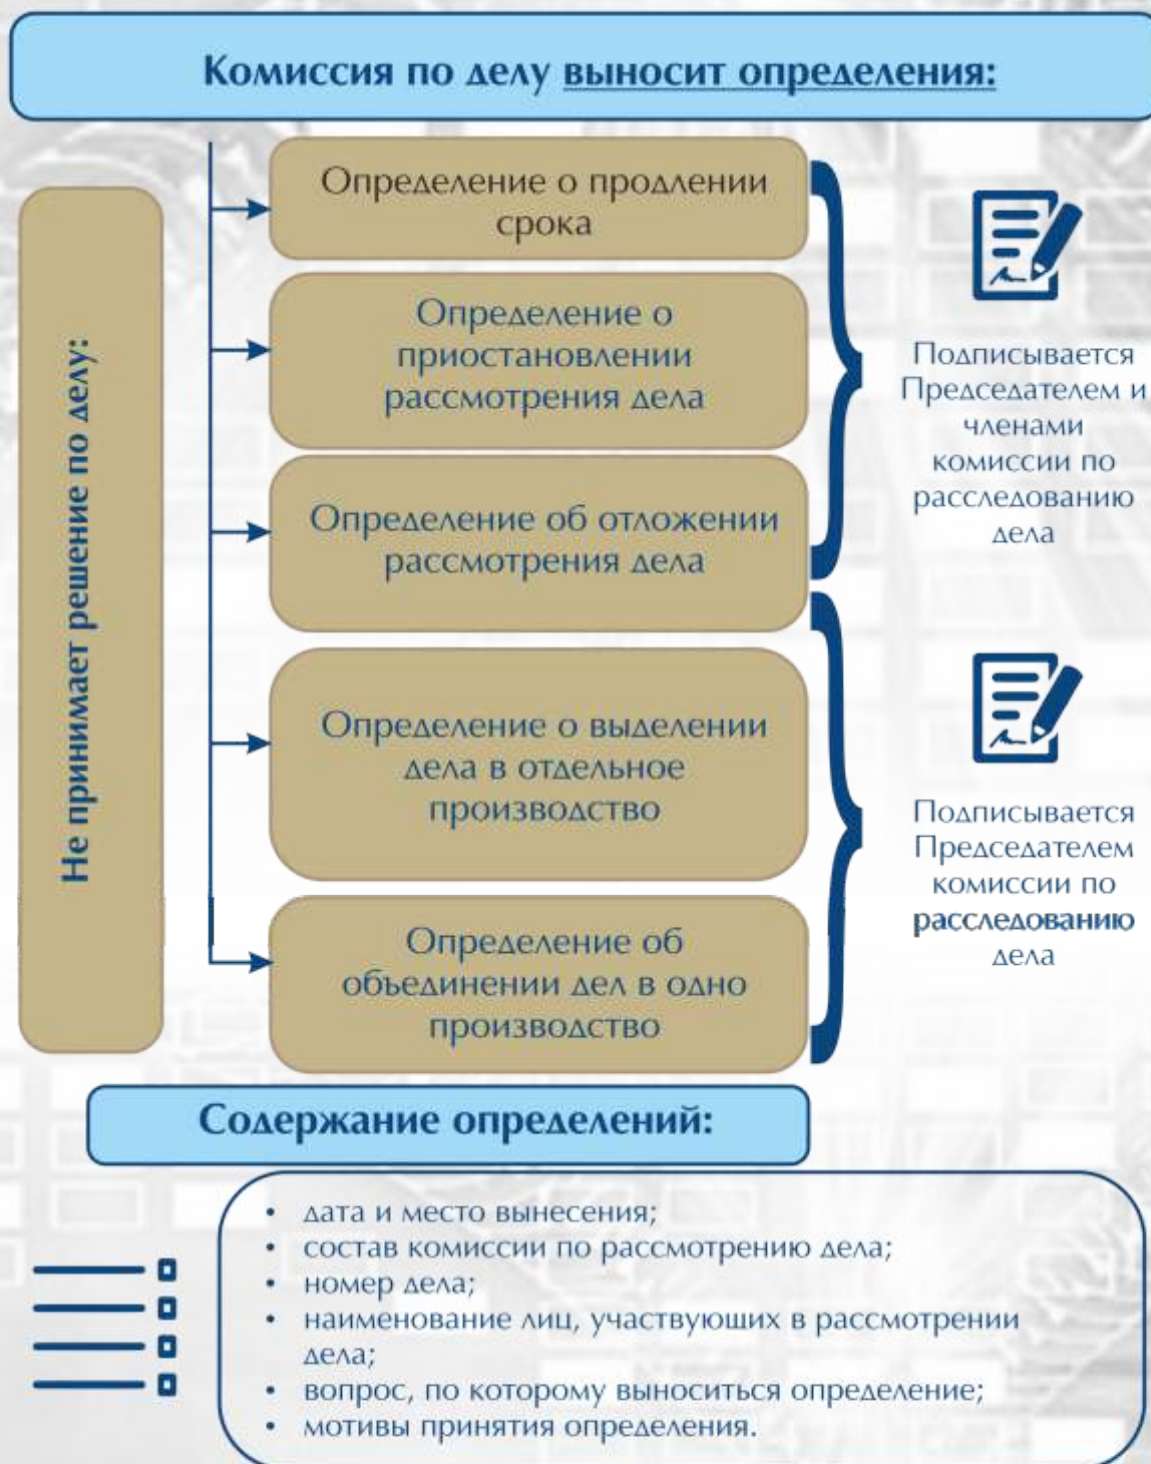 Комиссия по делу выносит определения:
Не принимает решение по делу:
Определение о продлении
срока
Определение о
приостановлении
рассмотрения дела
Определение об отложении
рассмотрения дела
Подписывается
Председателем и
членами
комиссии по
расследованию
дела
Определение о выделении
дела в отдельное
производство
Определение об
объединении дел в одно
производство
Подписывается
Председателем
комиссии по
расследованию
дела
Содержание определений:
• дата и место вынесения;
• состав комиссии по рассмотрению дела;
• номер дела;
• наименование лиц, участвующих в рассмотрении
дела;
• вопрос, по которому выноситься определение;
• мотивы принятия определения.